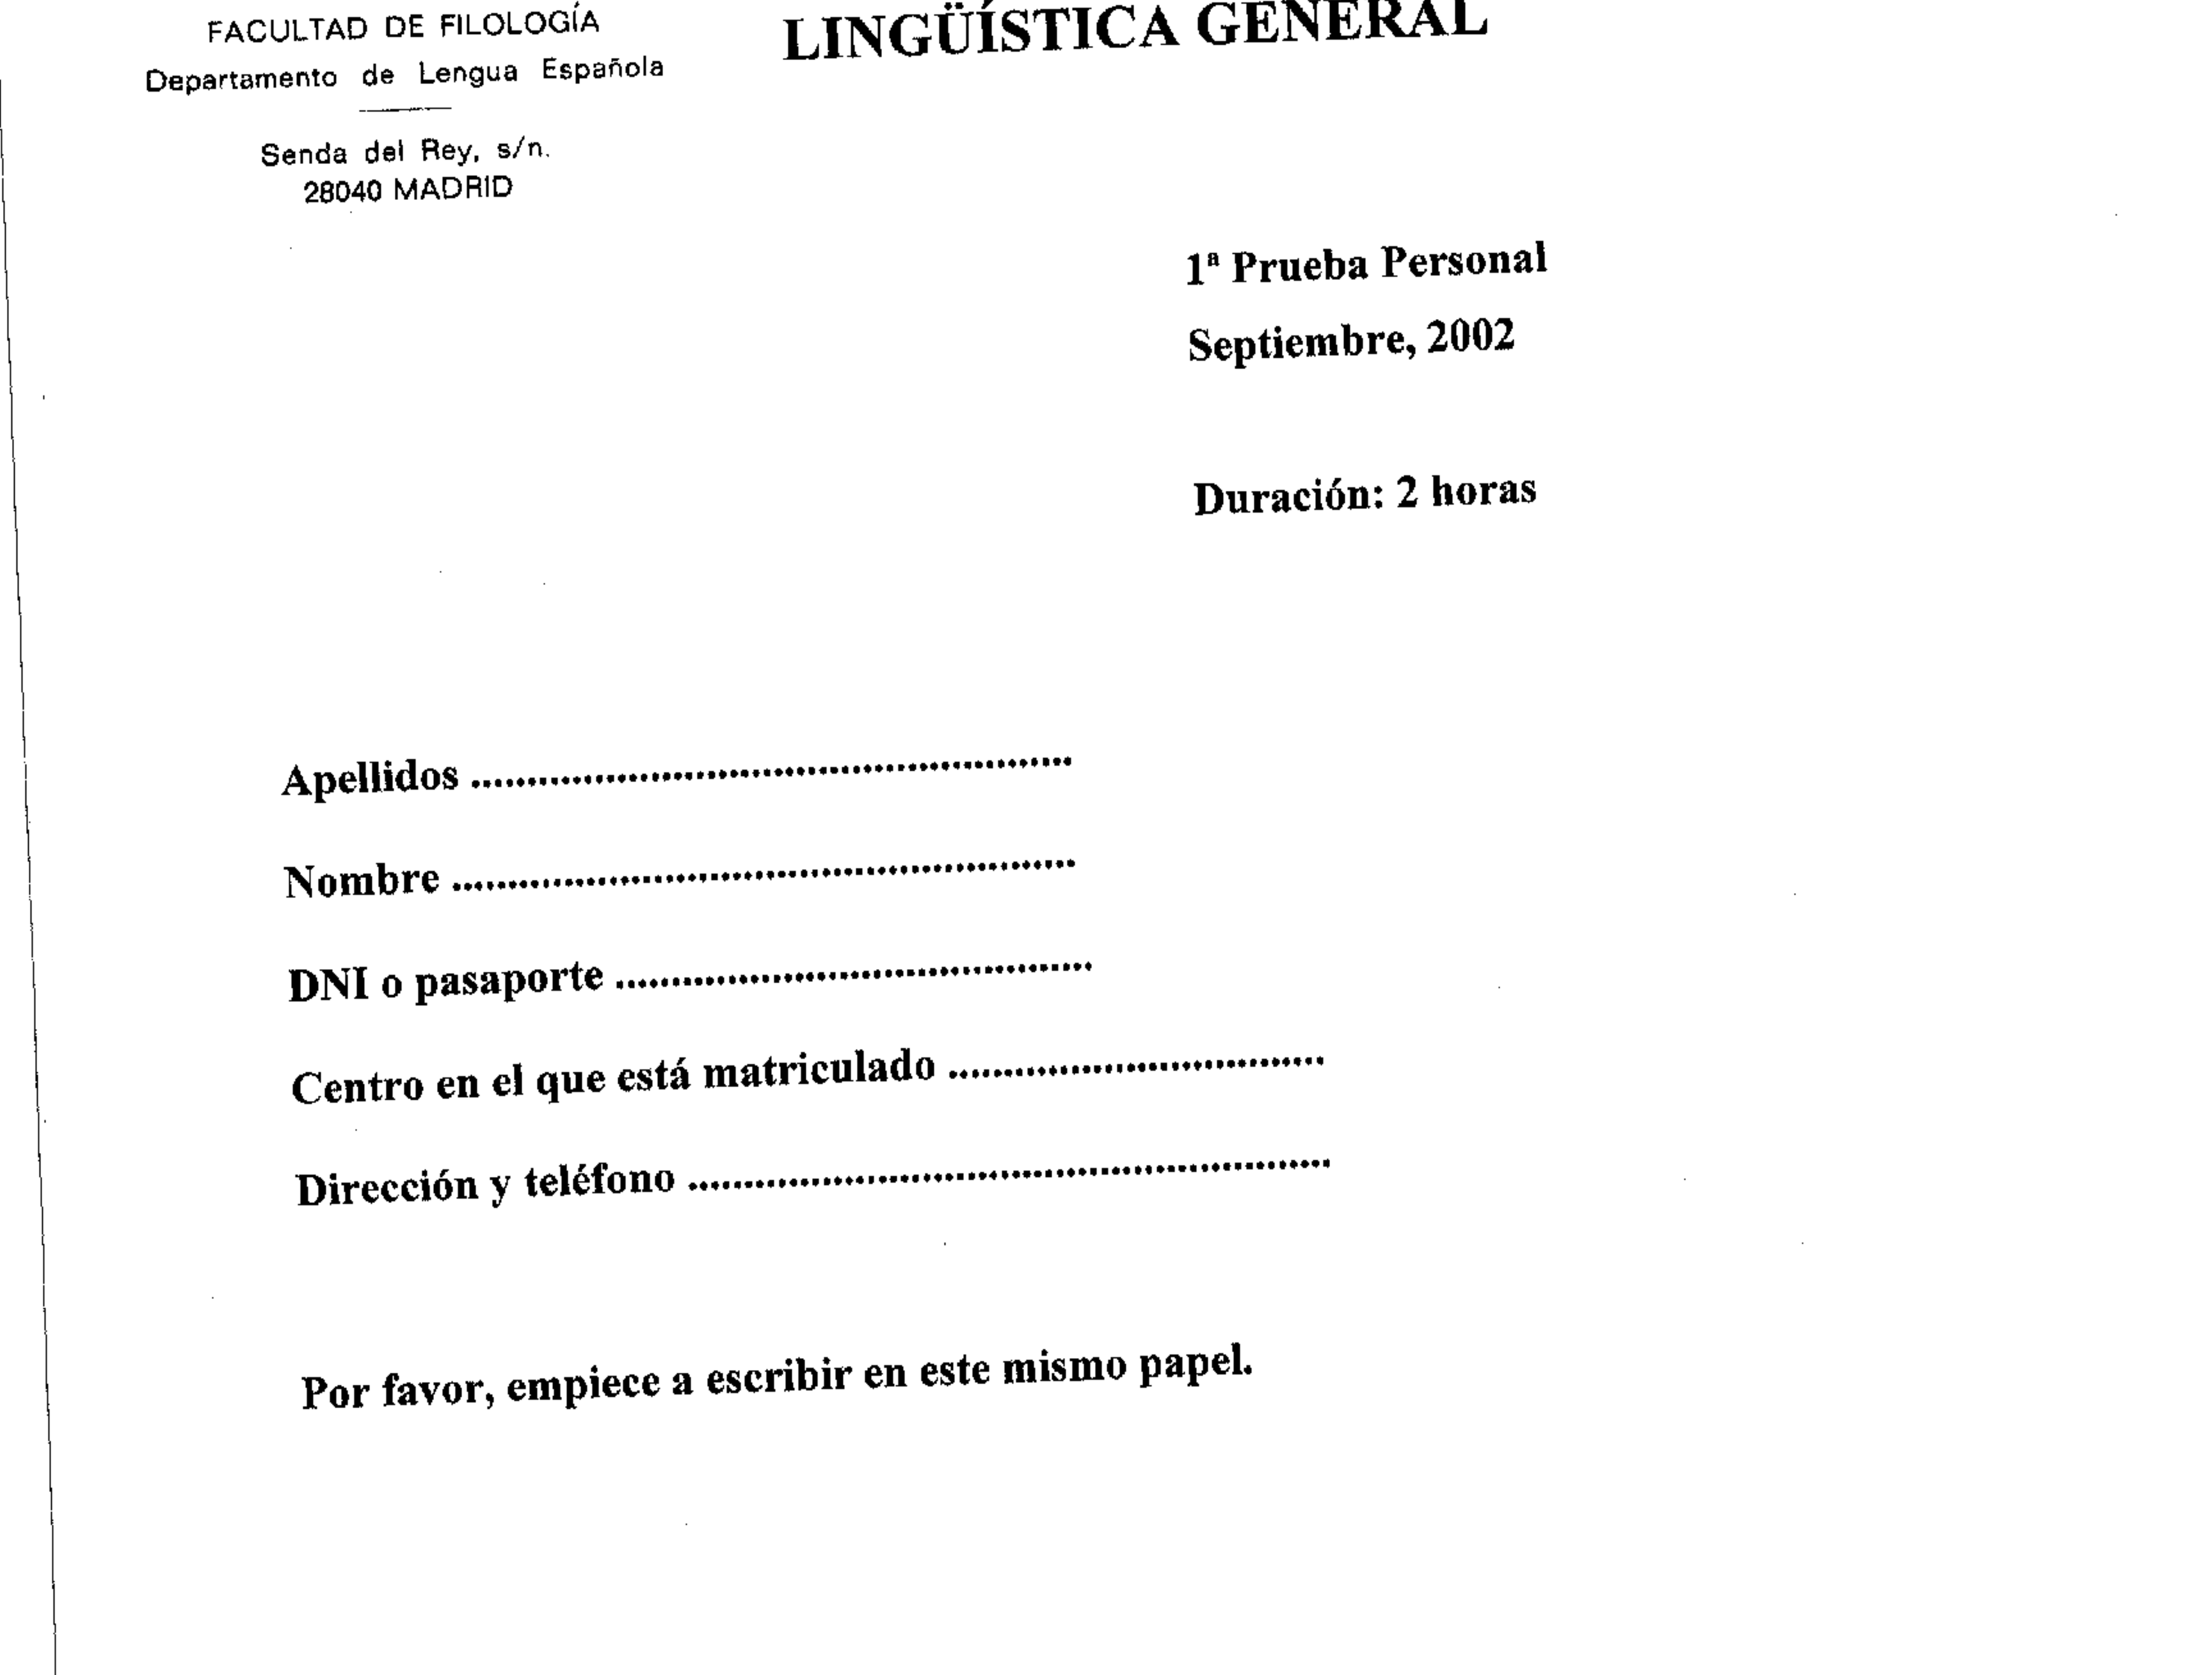 FACULTAD DE FILOLOGÍA
Departamento de Lengua Española
Senda del Rey, s/n.
28040 MADRID
LINGÜÍSTICA GENERAL
1ª Prueba Personal
Septiembre, 2002
Duración: 2 horas
Apellidos ......................................................
Nombre ........................................................
DNI o pasaporte ...........................................
Centro en el que está matriculado ..................................
Dirección y teléfono ..........................................................
Por favor, empiece a escribir en este mismo papel.